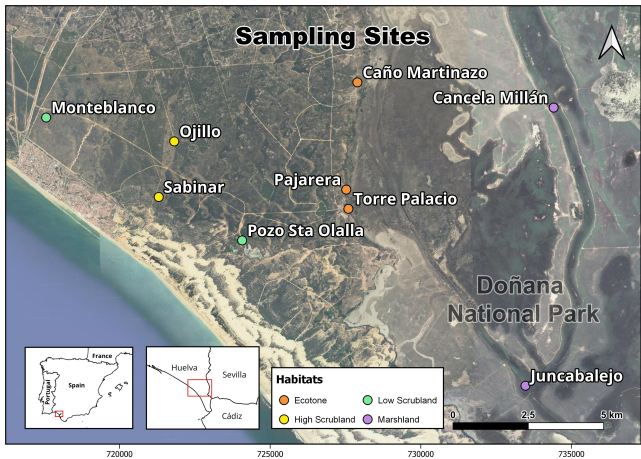 Sampling Sites
Caño Martinazo
Cancela Millán
Monteblanco
Ojillo
Pajarera
Sabinar
Torre Palacio
Pozo Sta Olalla
Doñana
National Park
Juncabalejo
France
Portugal
Spain
Huelva
Sevilla
Cádiz
Habitats
Ecotone
Low Scrubland
High Scrubland
Marshland
0 2,5 5 km
720000 725000 730000 735000